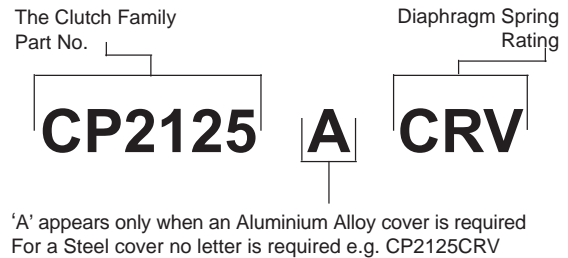 The Clutch Family Diaphragm Spring
Part No. Rating
CP2125 A CRV
‘A’ appears only when an Aluminium Alloy cover is required
For a Steel cover no letter is required e.g. CP2125CRV